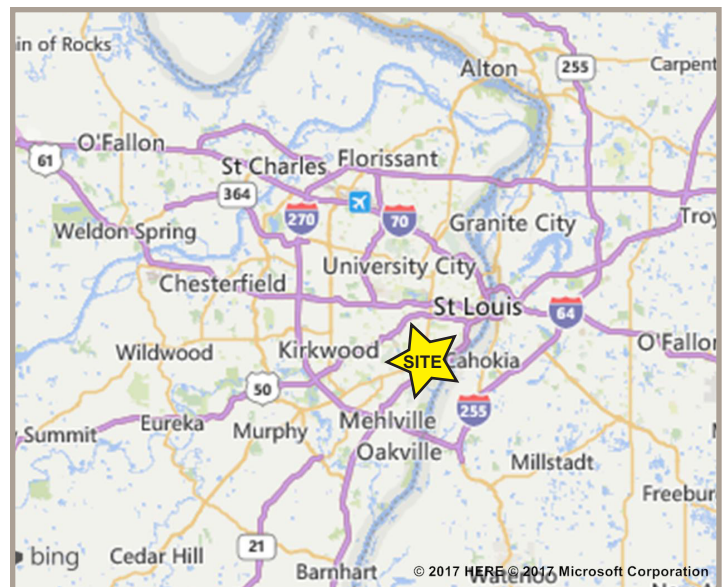 in of Rocks
Alton
255
Carpent
O'Fallon
61
St Charles
Florissant
364
270
70
Granite City
Troy
Weldon Spring
University City
Chesterfield
St Louis
64
Wildwood
Kirkwood
SITE
Cahokia
O'Fallon
50
255
Eureka
Murphy
Mehlville
Summit
Oakville
Millstadt
Freebur
21
bing
Cedar Hill
Barnhart
Waterloo
© 2017 HERE © 2017 Microsoft Corporation